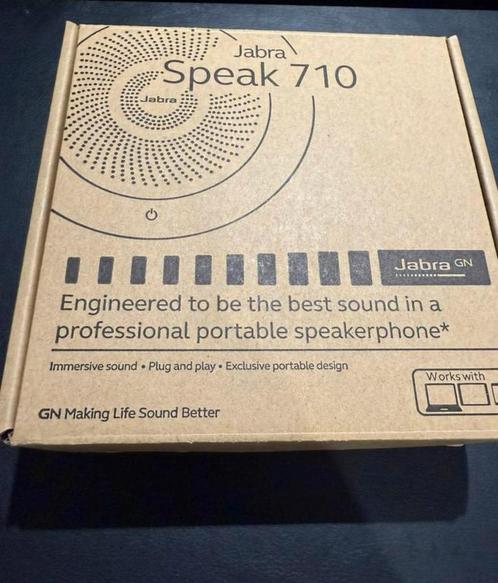 Jabra
Speak 710
Jabra
Jabra GN
Engineered to be the best sound in a
professional portable speakerphone*
Immersive sound • Plug and play • Exclusive portable design
Works with
GN Making Life Sound Better